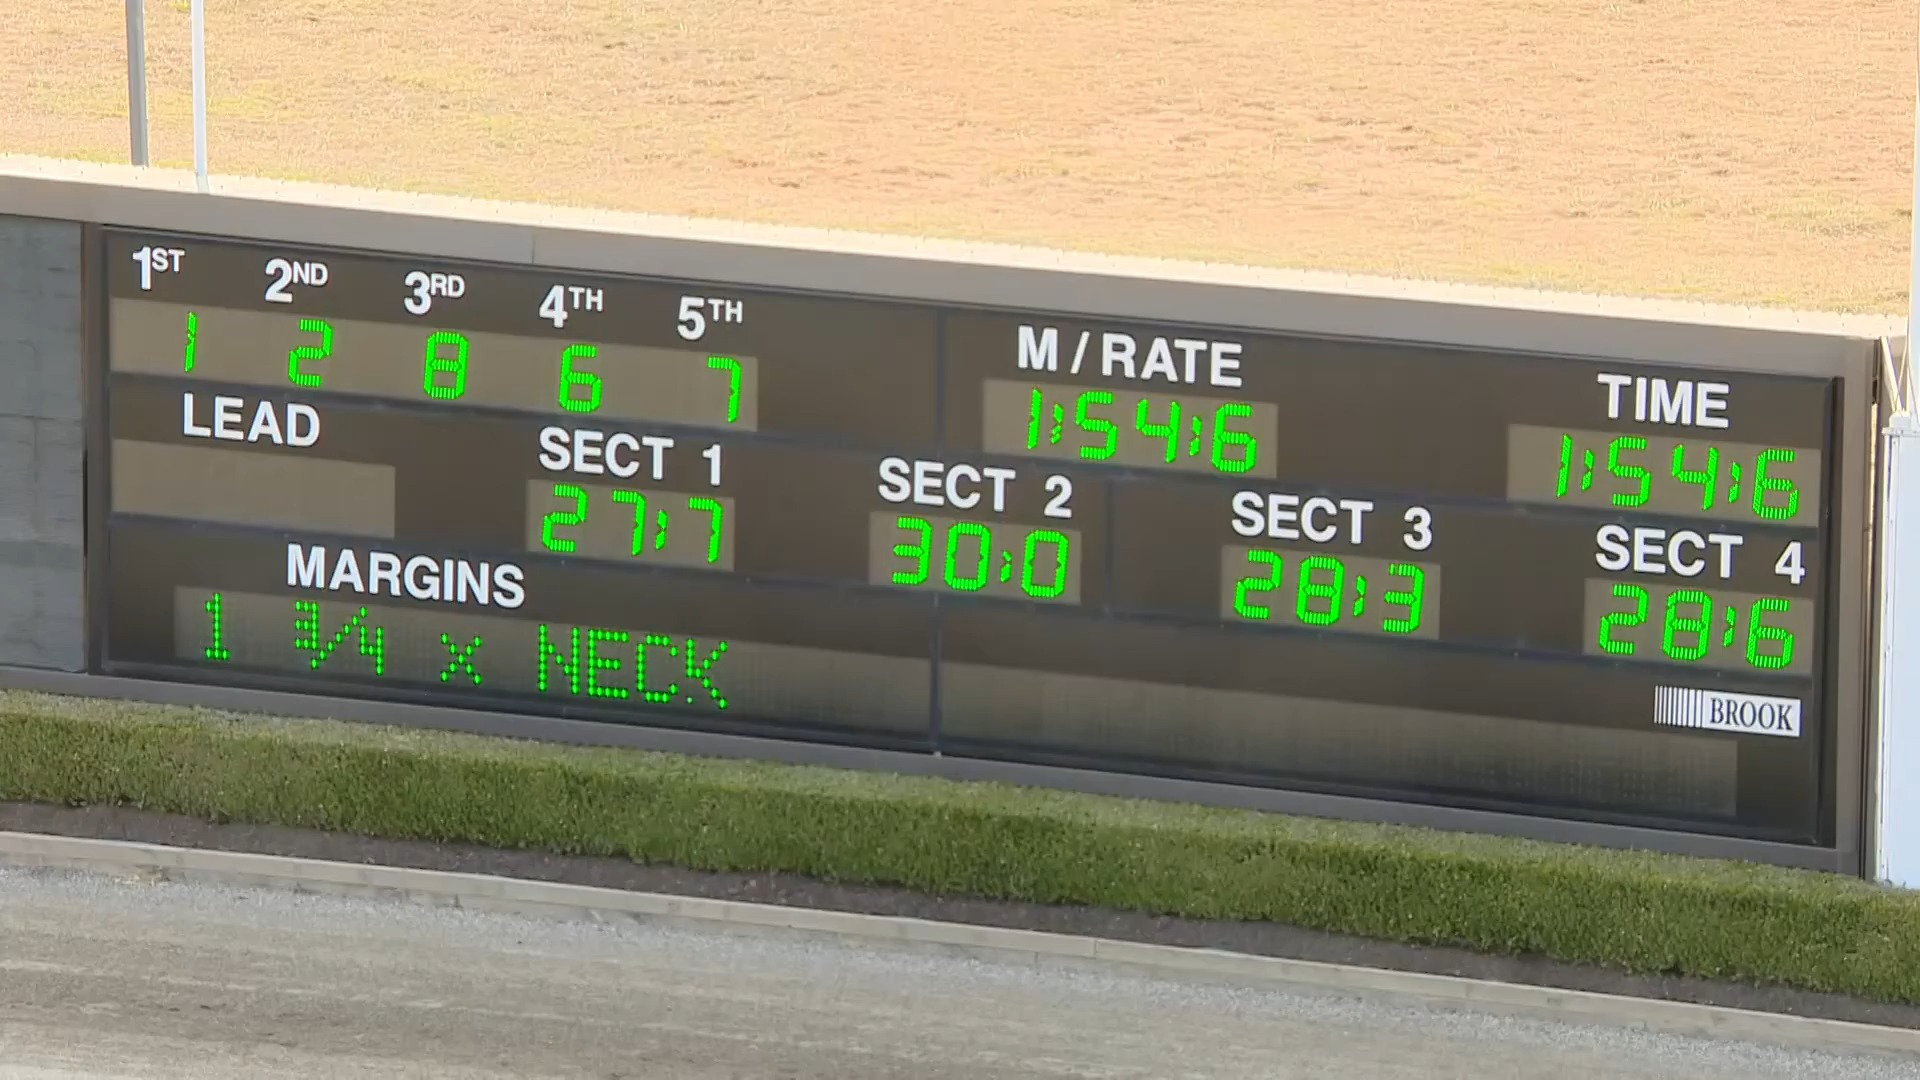 1ST 2ND 3RD 4TH 5TH
1 2 8 6 7
M / RATE
1:54:6
TIME
1:54:6
LEAD
SECT 1
27:7
SECT 2
30:0
SECT 3
28:3
SECT 4
28:6
MARGINS
1 ¾ x NECK
BROOK